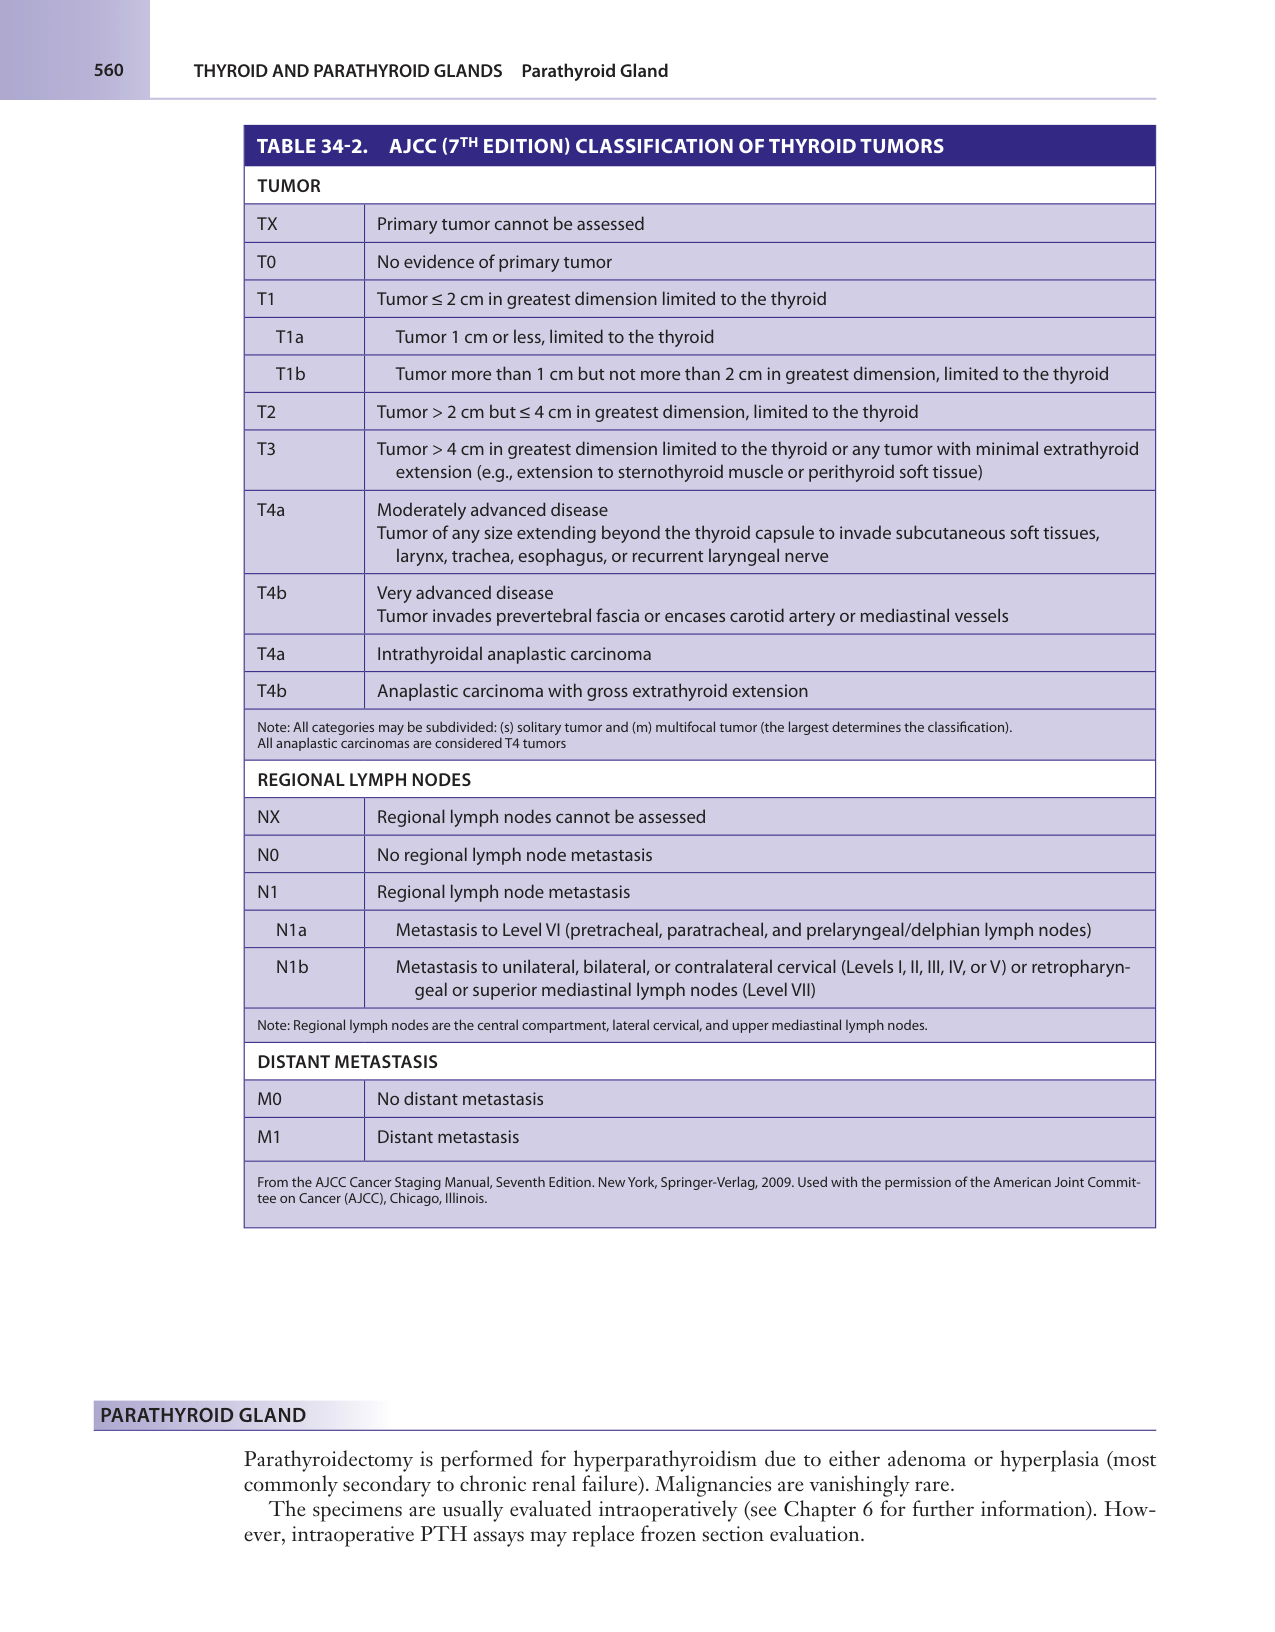 560
THYROID AND PARATHYROID GLANDS Parathyroid Gland
TABLE 34-2. AJCC (7TH EDITION) CLASSIFICATION OF THYROID TUMORS
TUMOR
TX Primary tumor cannot be assessed
T0 No evidence of primary tumor
T1 Tumor ≤ 2 cm in greatest dimension limited to the thyroid
T1a Tumor 1 cm or less, limited to the thyroid
T1b Tumor more than 1 cm but not more than 2 cm in greatest dimension, limited to the thyroid
T2 Tumor > 2 cm but ≤ 4 cm in greatest dimension, limited to the thyroid
T3 Tumor > 4 cm in greatest dimension limited to the thyroid or any tumor with minimal extrathyroid
extension (e.g., extension to sternothyroid muscle or perithyroid soft tissue)
T4a Moderately advanced disease
Tumor of any size extending beyond the thyroid capsule to invade subcutaneous soft tissues,
larynx, trachea, esophagus, or recurrent laryngeal nerve
T4b Very advanced disease
Tumor invades prevertebral fascia or encases carotid artery or mediastinal vessels
T4a Intrathyroidal anaplastic carcinoma
T4b Anaplastic carcinoma with gross extrathyroid extension
Note: All categories may be subdivided: (s) solitary tumor and (m) multifocal tumor (the largest determines the classification).
All anaplastic carcinomas are considered T4 tumors
REGIONAL LYMPH NODES
NX Regional lymph nodes cannot be assessed
N0 No regional lymph node metastasis
N1 Regional lymph node metastasis
N1a Metastasis to Level VI (pretracheal, paratracheal, and prelaryngeal/delphian lymph nodes)
N1b Metastasis to unilateral, bilateral, or contralateral cervical (Levels I, II, III, IV, or V) or retropharyn-
geal or superior mediastinal lymph nodes (Level VII)
Note: Regional lymph nodes are the central compartment, lateral cervical, and upper mediastinal lymph nodes.
DISTANT METASTASIS
M0 No distant metastasis
M1 Distant metastasis
From the AJCC Cancer Staging Manual, Seventh Edition. New York, Springer-Verlag, 2009. Used with the permission of the American Joint Commit-
tee on Cancer (AJCC), Chicago, Illinois.
PARATHYROID GLAND
Parathyroidectomy is performed for hyperparathyroidism due to either adenoma or hyperplasia (most
commonly secondary to chronic renal failure). Malignancies are vanishingly rare.
The specimens are usually evaluated intraoperatively (see Chapter 6 for further information). How-
ever, intraoperative PTH assays may replace frozen section evaluation.